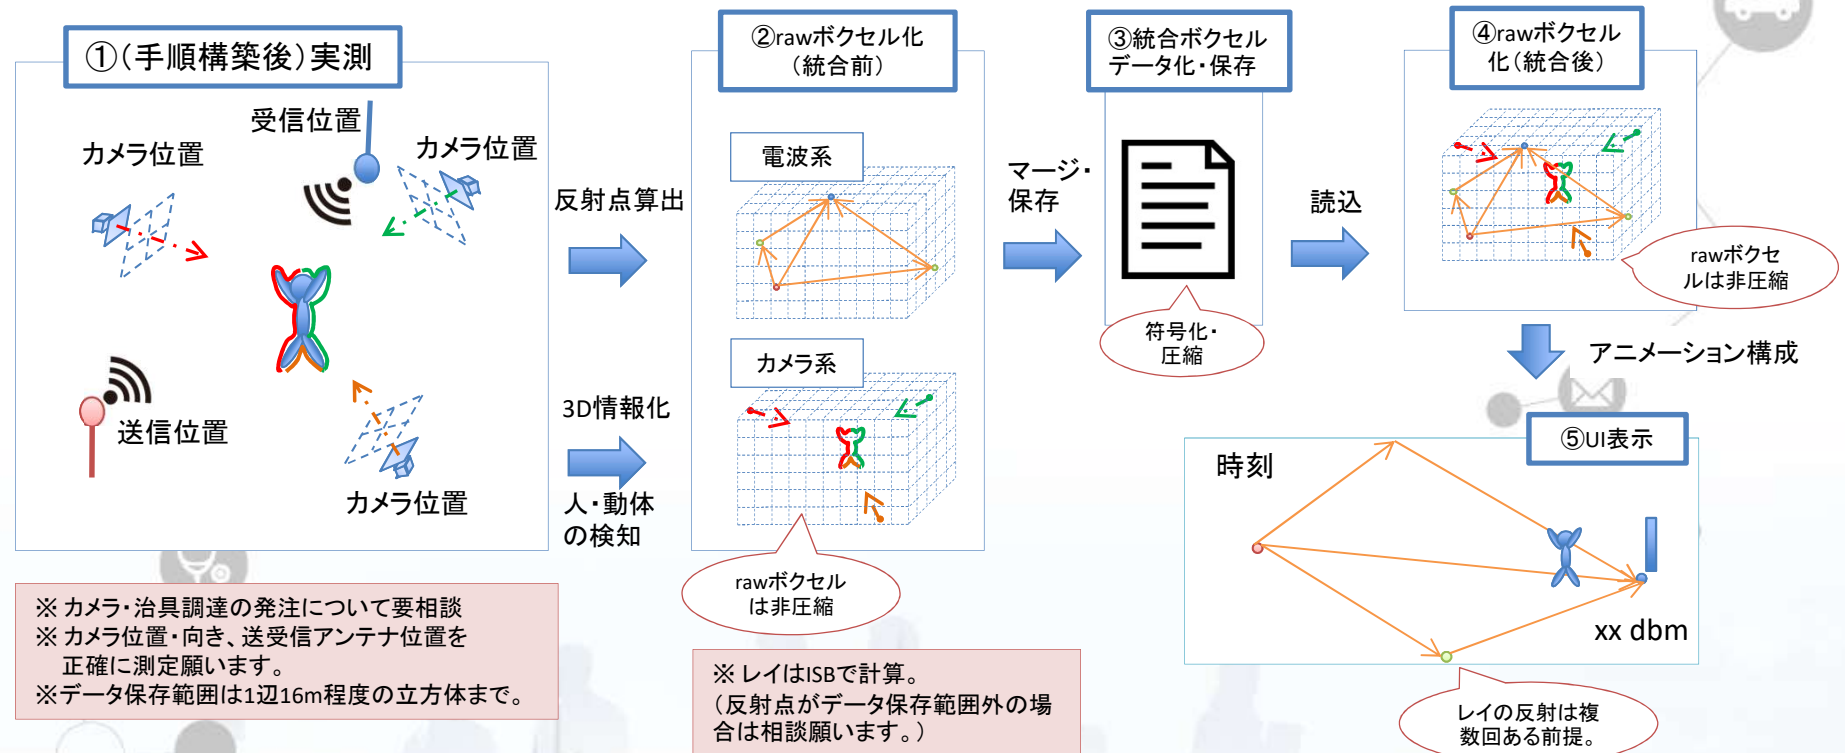 ①(手順構築後)実測
受信位置
カメラ位置
カメラ位置
送信位置
カメラ位置
※ カメラ・治具調達の発注について要相談
※ カメラ位置・向き、送受信アンテナ位置を
正確に測定願います。
※データ保存範囲は1辺16m程度の立方体まで。
反射点算出
3D情報化
人・動体
の検知
②rawボクセル化
(統合前)
電波系
カメラ系
rawボクセル
は非圧縮
※ レイはISBで計算。
(反射点がデータ保存範囲外の場
合は相談願います。)
マージ・
保存
③統合ボクセル
データ化・保存
符号化・
圧縮
読込
④rawボクセル
化(統合後)
rawボクセ
ルは非圧縮
アニメーション構成
⑤UI表示
時刻
xx dbm
レイの反射は複
数回ある前提。